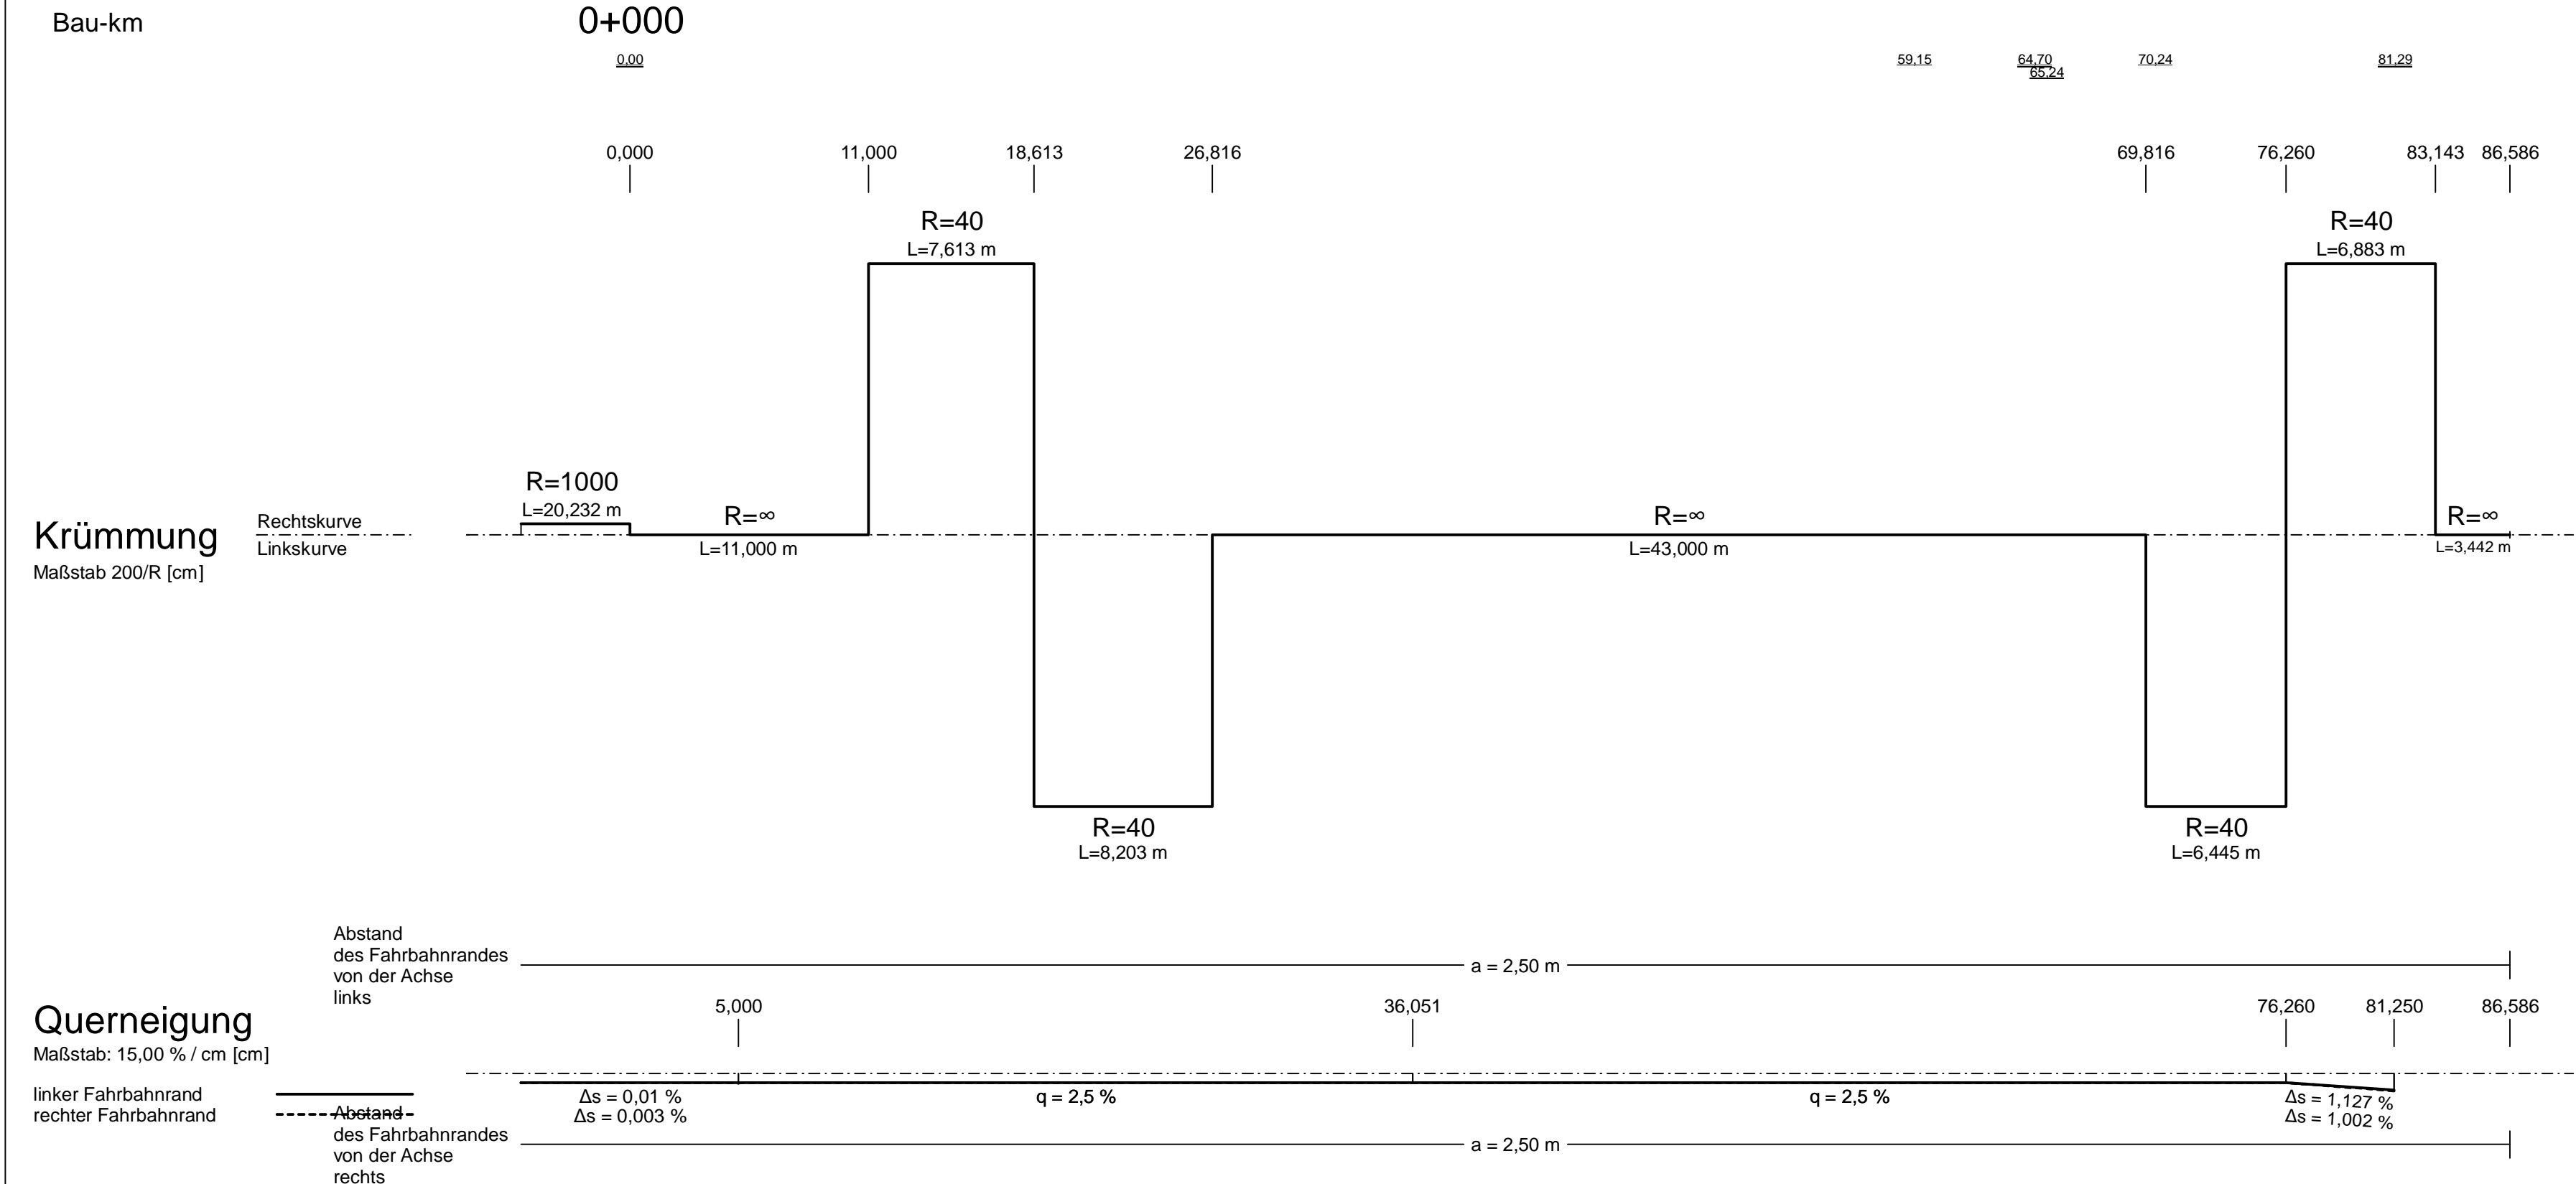 Bau-km
0+000
0,00
59,15
64,70
65,24
70,24
81,29
0,000
11,000
18,613
26,816
69,816
76,260
83,143
86,586
R=40
L=7,613 m
R=40
L=6,883 m
R=1000
L=20,232 m
R=∞
L=11,000 m
R=∞
L=43,000 m
R=∞
L=3,442 m
Krümmung
Maßstab 200/R [cm]
Rechtskurve
Linkskurve
R=40
L=8,203 m
R=40
L=6,445 m
Abstand
des Fahrbahnrandes
von der Achse
links
a = 2,50 m
Querneigung
Maßstab: 15,00 % / cm [cm]
5,000
36,051
76,260
81,250
86,586
linker Fahrbahnrand
rechter Fahrbahnrand
Δs = 0,01 %
Δs = 0,003 %
q = 2,5 %
q = 2,5 %
Δs = 1,127 %
Δs = 1,002 %
Abstand
des Fahrbahnrandes
von der Achse
rechts
a = 2,50 m